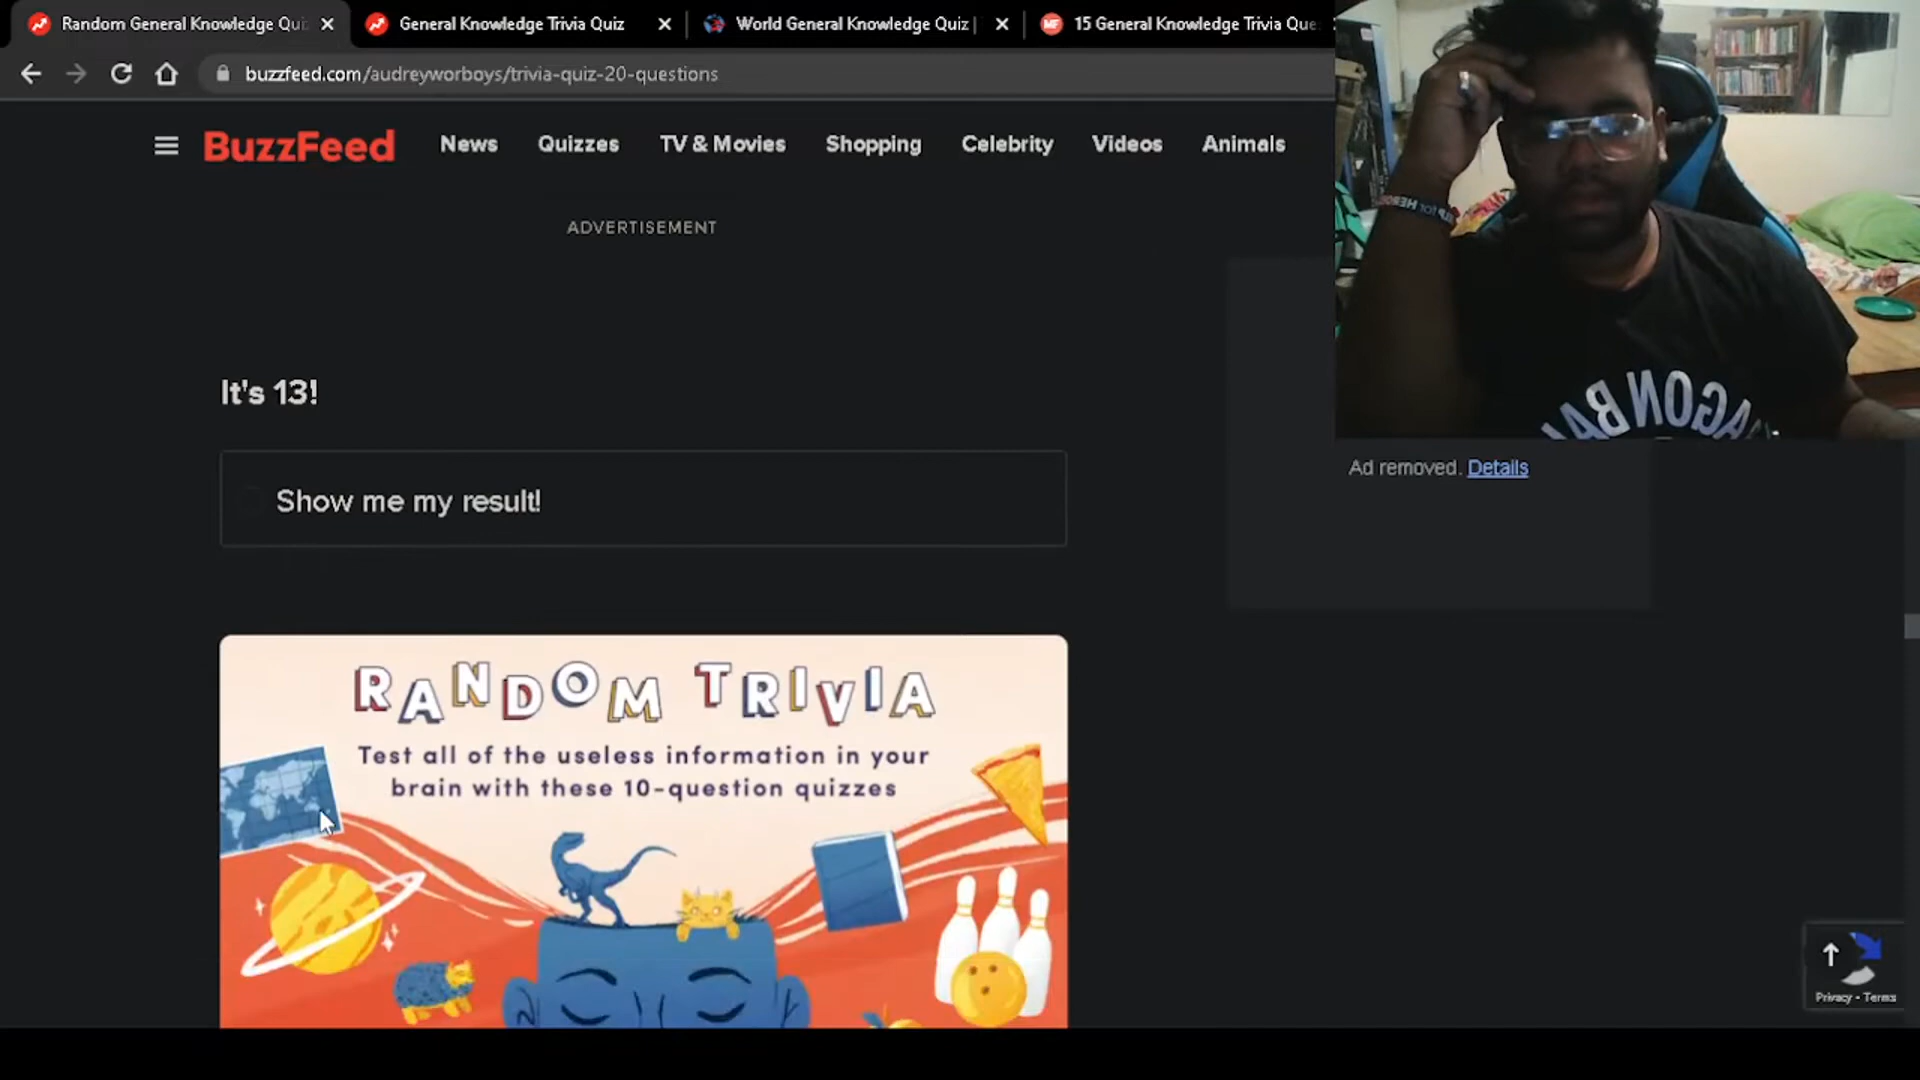 Random General Knowledge Qui
General Knowledge Trivia Quiz
World General Knowledge Quiz |
MF
15 General Knowledge Trivia Que
buzzfeed.com/audreyworboys/trivia-quiz-20-questions
BuzzFeed
News
Quizzes
TV & Movies
Shopping
Celebrity
Videos
Animals
ADVERTISEMENT
It's 13!
Ad removed. Details
Show me my result!
RANDOM TRIVIA
Test all of the useless information in your
brain with these 10-question quizzes
Privacy - Terms